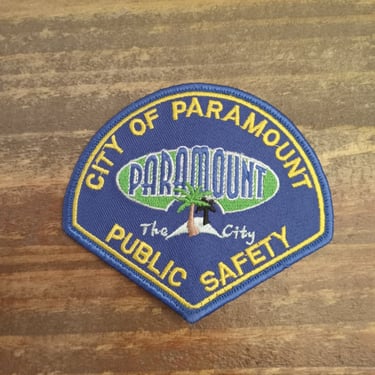 CITY OF PARAMOUNT
PARAMOUNT
The City
PUBLIC SAFETY